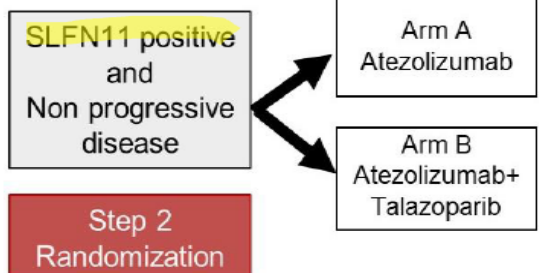 SLFN11 positive
and
Non progressive
disease
Arm A
Atezolizumab
Arm B
Atezolizumab+
Talazoparib
Step 2
Randomization